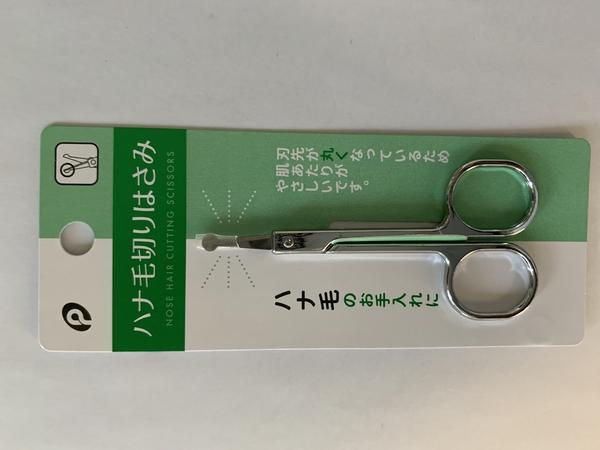 ハナ毛切りはさみ
NOSE HAIR CUTTING SCISSORS
刃先が丸くなっているため
や肌あたりが
やさしいです。
ハナ毛のお手入れに